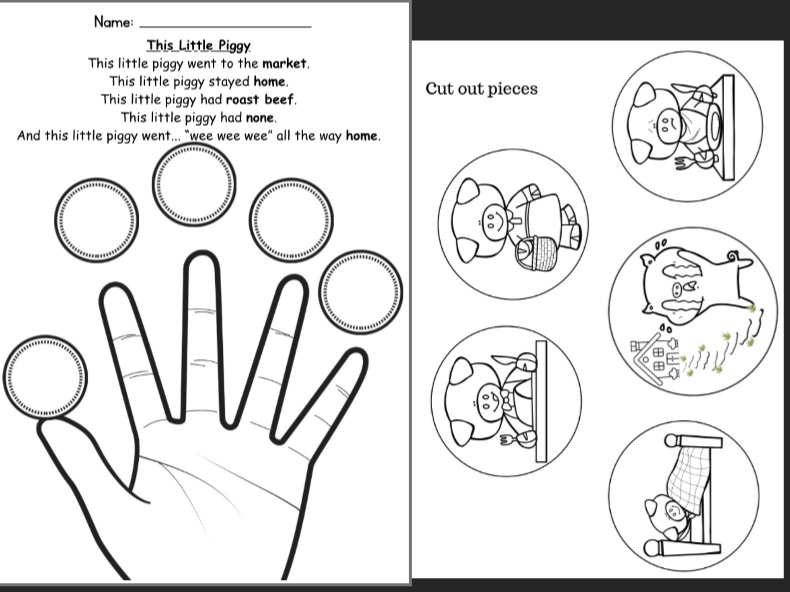 Name: ____________________
This Little Piggy
This little piggy went to the market.
This little piggy stayed home.
This little piggy had roast beef.
This little piggy had none.
And this little piggy went... “wee wee wee” all the way home.
Cut out pieces